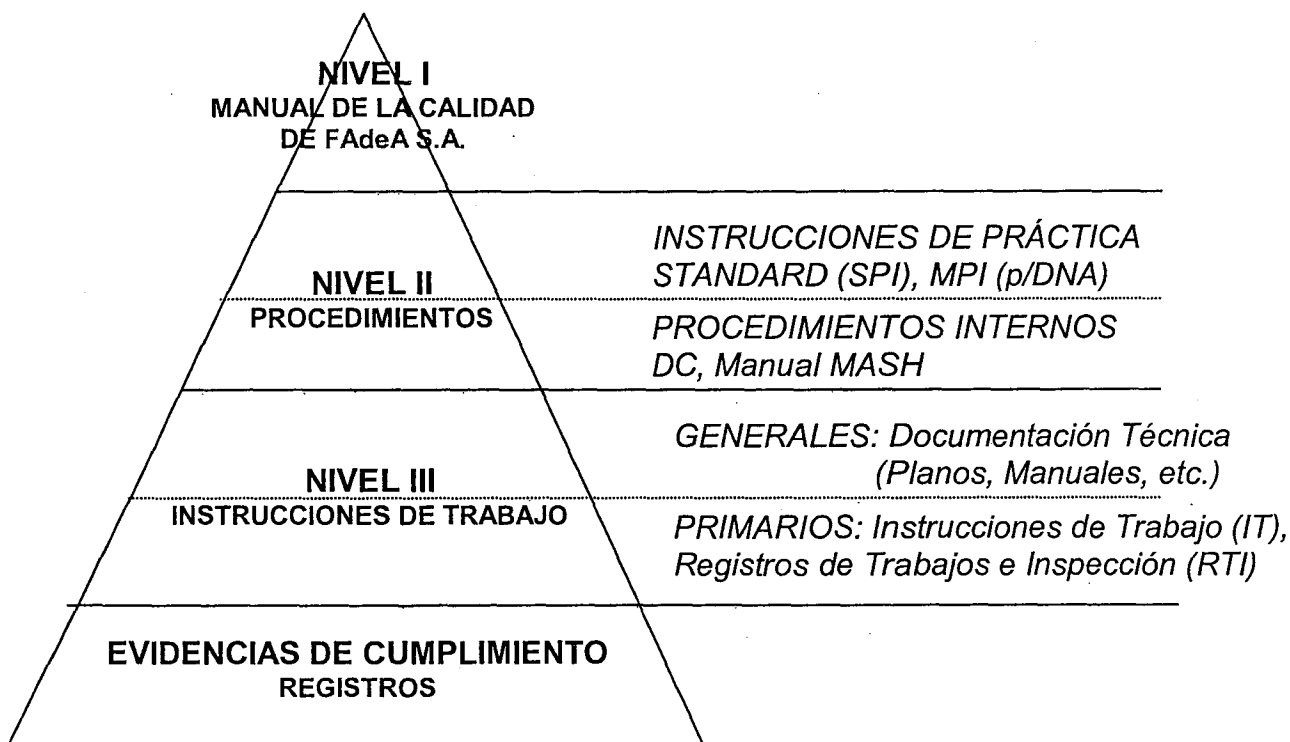 NIVEL I
MANUAL DE LA CALIDAD
DE FAdeA S.A.
NIVEL II
PROCEDIMIENTOS
INSTRUCCIONES DE PRÁCTICA
STANDARD (SPI), MPI (p/DNA)
PROCEDIMIENTOS INTERNOS
DC, Manual MASH
NIVEL III
INSTRUCCIONES DE TRABAJO
GENERALES: Documentación Técnica
(Planos, Manuales, etc.)
PRIMARIOS: Instrucciones de Trabajo (IT),
Registros de Trabajos e Inspección (RTI)
EVIDENCIAS DE CUMPLIMIENTO
REGISTROS